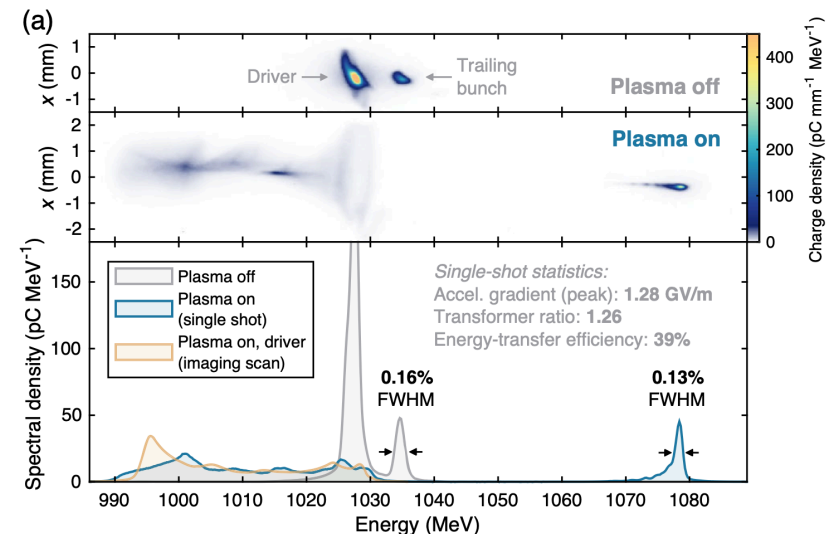 (a)
x (mm)
1
0
-1
Driver
Trailing
bunch
Plasma off
x (mm)
2
1
0
-1
-2
Plasma on
Charge density (pC mm⁻¹ MeV⁻¹)
400
300
200
100
0
Spectral density (pC MeV⁻¹)
150
100
50
0
Plasma off
Plasma on
(single shot)
Plasma on, driver
(imaging scan)
Single-shot statistics:
Accel. gradient (peak): 1.28 GV/m
Transformer ratio: 1.26
Energy-transfer efficiency: 39%
0.16%
FWHM
0.13%
FWHM
990 1000 1010 1020 1030 1040 1050 1060 1070 1080
Energy (MeV)